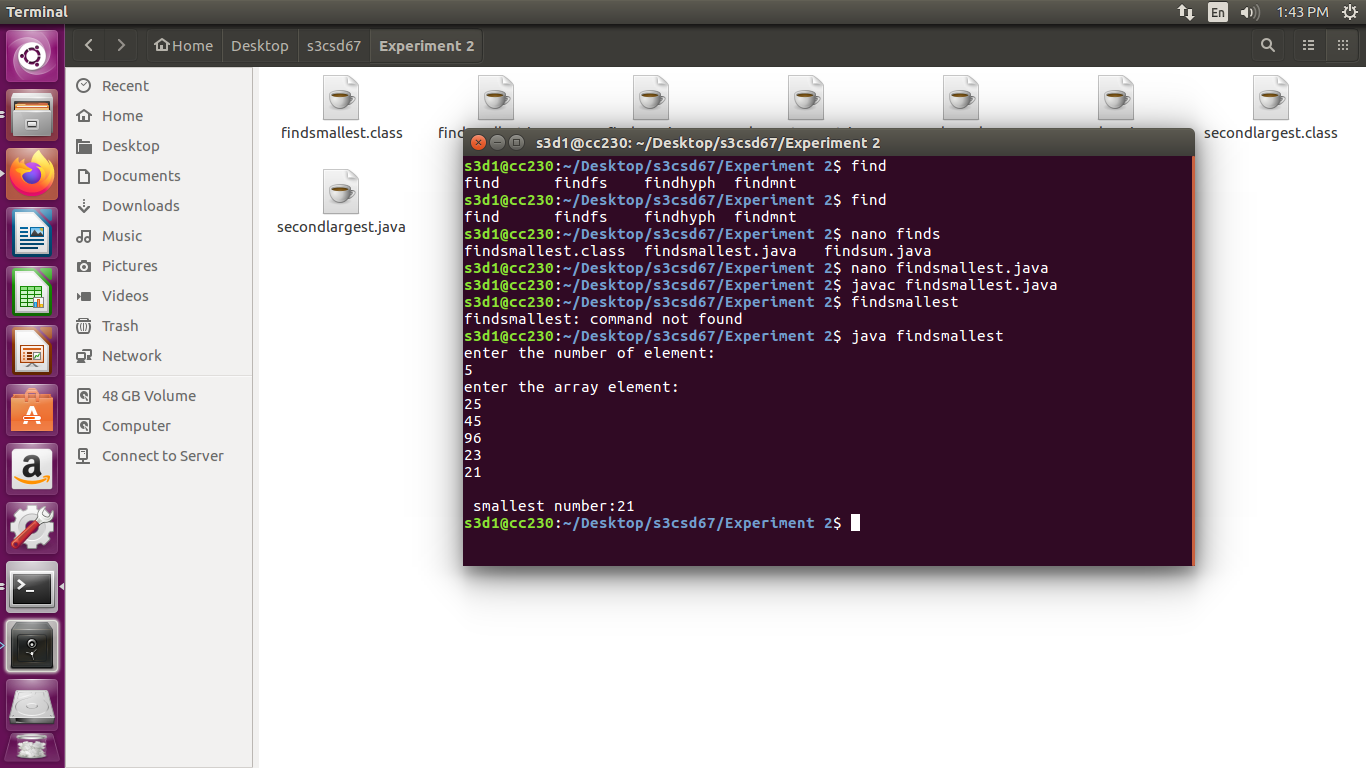 Terminal
En
1:43 PM
Home
Desktop
s3csd67
Experiment 2
Recent
Home
Desktop
Documents
Downloads
Music
Pictures
Videos
Trash
Network
48 GB Volume
Computer
Connect to Server
findsmallest.class
secondlargest.class
secondlargest.java
s3d1@cc230: ~/Desktop/s3csd67/Experiment 2
s3d1@cc230:~/Desktop/s3csd67/Experiment 2$ find
find      findfs    findhyph  findmnt
s3d1@cc230:~/Desktop/s3csd67/Experiment 2$ find
find      findfs    findhyph  findmnt
s3d1@cc230:~/Desktop/s3csd67/Experiment 2$ nano finds
findsmallest.class  findsmallest.java   findsum.java
s3d1@cc230:~/Desktop/s3csd67/Experiment 2$ nano findsmallest.java
s3d1@cc230:~/Desktop/s3csd67/Experiment 2$ javac findsmallest.java
s3d1@cc230:~/Desktop/s3csd67/Experiment 2$ findsmallest
findsmallest: command not found
s3d1@cc230:~/Desktop/s3csd67/Experiment 2$ java findsmallest
enter the number of element:
5
enter the array element:
25
45
96
23
21
smallest number:21
s3d1@cc230:~/Desktop/s3csd67/Experiment 2$